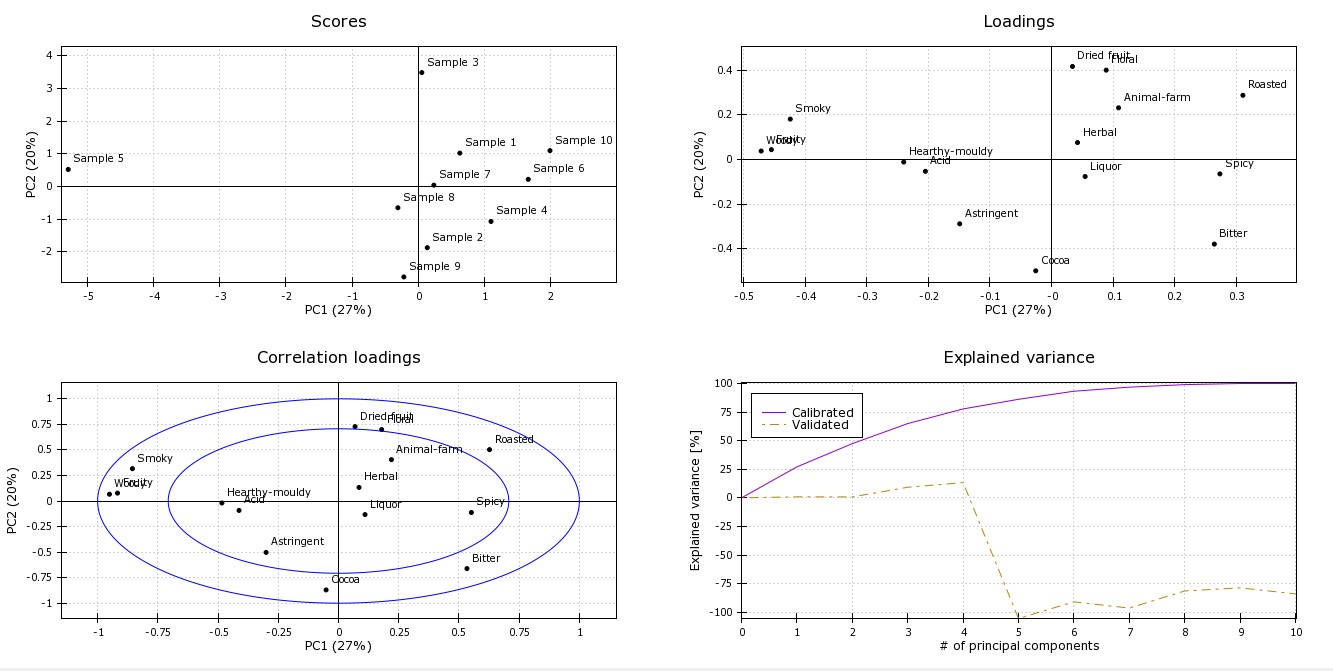 Scores
4
3
2
1
0
-1
-2
PC2 (20%)
Sample 3
Sample 1
Sample 10
Sample 5
Sample 6
Sample 7
Sample 8
Sample 4
Sample 2
Sample 9
-5
-4
-3
-2
-1
0
1
2
PC1 (27%)
Loadings
0.4
0.2
0
-0.2
-0.4
PC2 (20%)
Dried fruit
Floral
Roasted
Animal-farm
Smoky
Herbal
Woody
Fruity
Hearthy-mouldy
Acid
Liquor
Spicy
Astringent
Bitter
Cocoa
-0.5
-0.4
-0.3
-0.2
-0.1
-0
0.1
0.2
0.3
PC1 (27%)
Correlation loadings
1
0.75
0.5
0.25
0
-0.25
-0.5
-0.75
-1
PC2 (20%)
Dried fruit
Floral
Roasted
Animal-farm
Smoky
Herbal
Woody
Fruity
Hearthy-mouldy
Acid
Liquor
Spicy
Astringent
Bitter
Cocoa
-1
-0.75
-0.5
-0.25
0
0.25
0.5
0.75
1
PC1 (27%)
Explained variance
100
75
50
25
0
-25
-50
-75
-100
Explained variance [%]
Calibrated
Validated
0
1
2
3
4
5
6
7
8
9
10
# of principal components